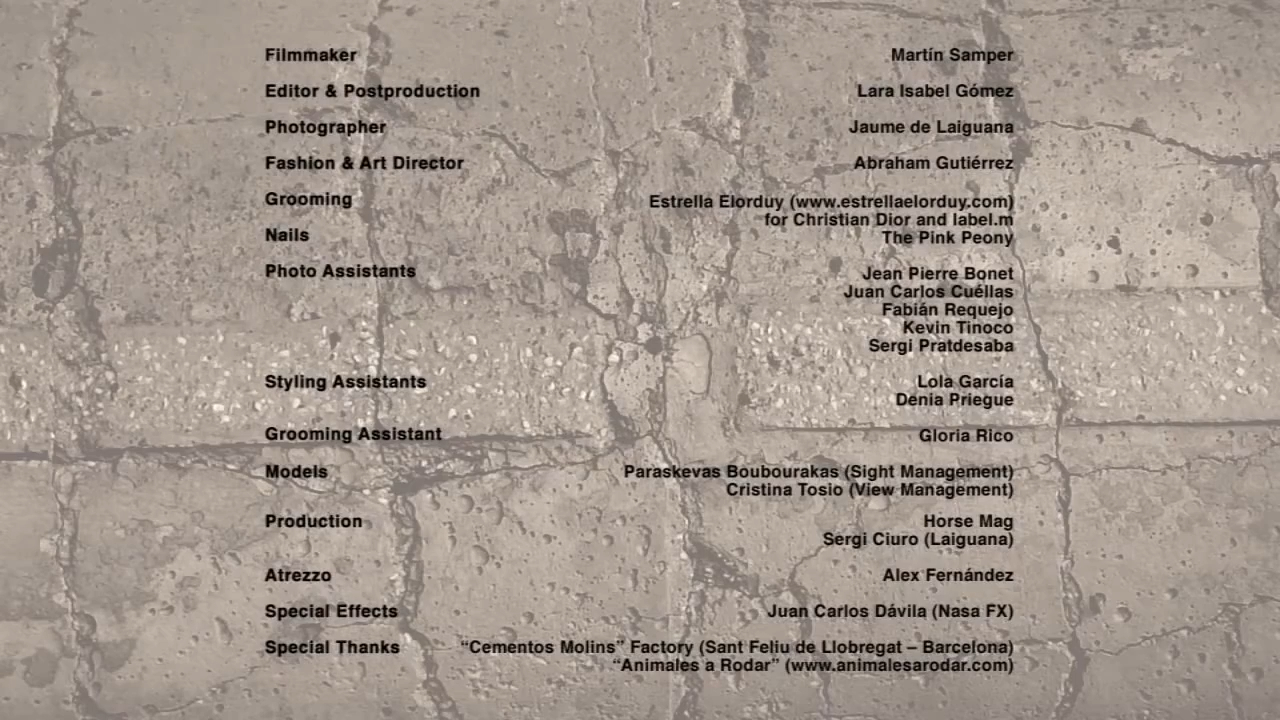 Filmmaker Martín Samper
Editor & Postproduction Lara Isabel Gómez
Photographer Jaume de Laiguana
Fashion & Art Director Abraham Gutiérrez
Grooming Estrella Elorduy (www.estrellaelorduy.com)
for Christian Dior and label.m
Nails The Pink Peony
Photo Assistants Jean Pierre Bonet
Juan Carlos Cuéllas
Fabián Requejo
Kevin Tinoco
Sergi Pratdesaba
Styling Assistants Lola García
Denia Priegue
Grooming Assistant Gloria Rico
Models Paraskevas Boubourakas (Sight Management)
Cristina Tosio (View Management)
Production Horse Mag
Sergi Ciuro (Laiguana)
Atrezzo Alex Fernández
Special Effects Juan Carlos Dávila (Nasa FX)
Special Thanks “Cementos Molins” Factory (Sant Feliu de Llobregat – Barcelona)
“Animales a Rodar” (www.animalesarodar.com)